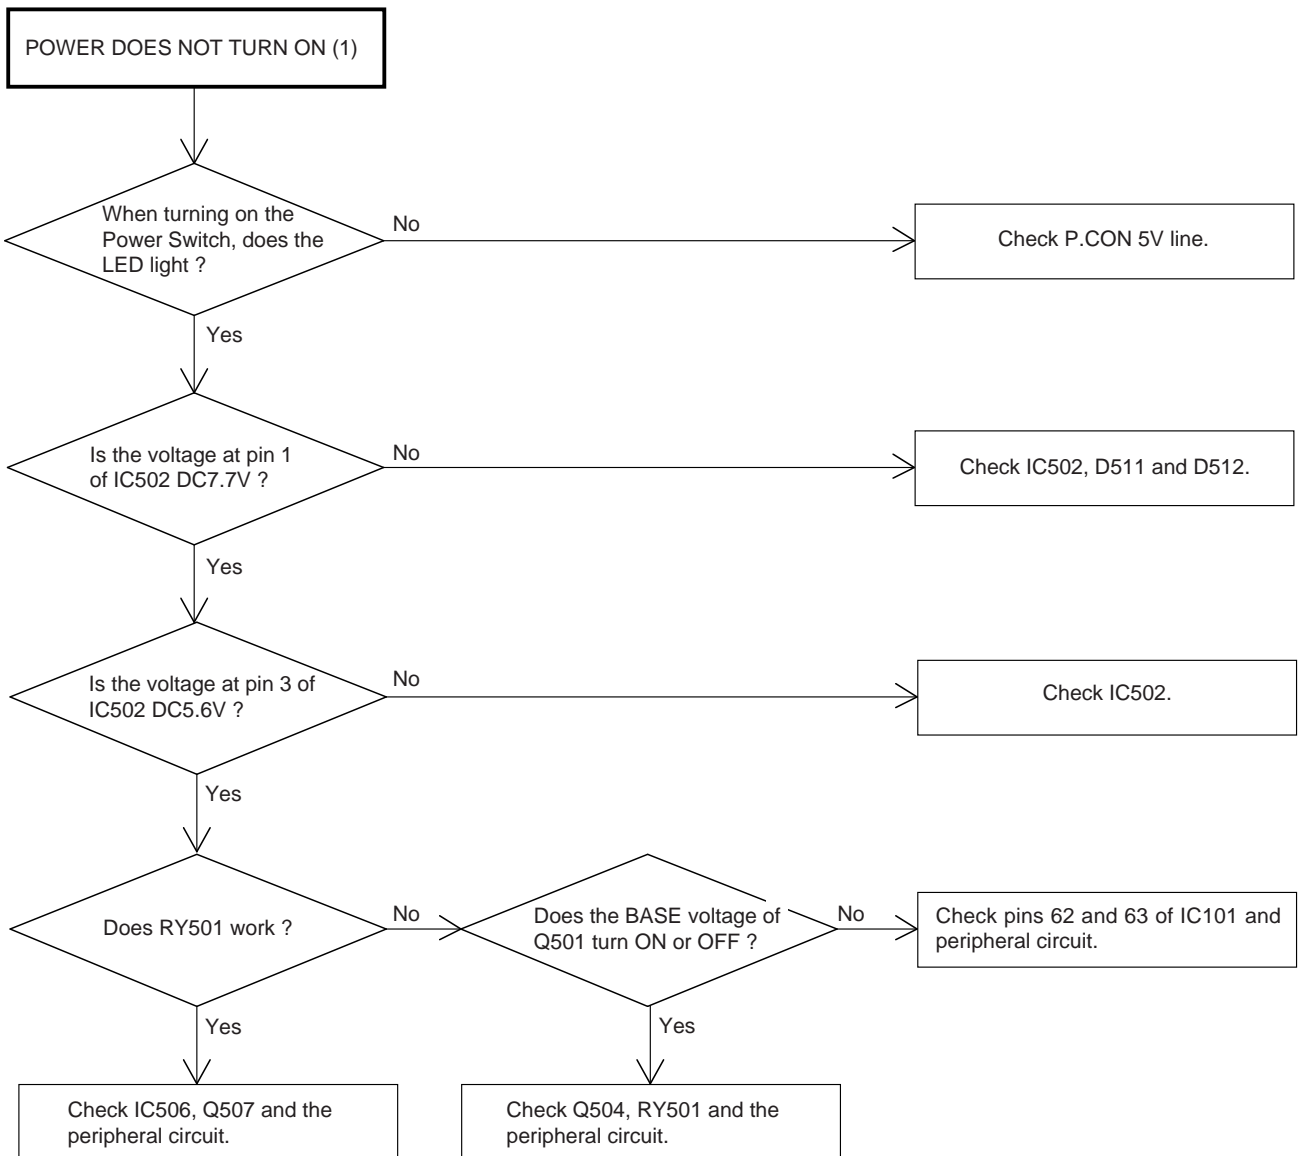 POWER DOES NOT TURN ON (1)
When turning on the
Power Switch, does the
LED light ?
No
Check P.CON 5V line.
Yes
Is the voltage at pin 1
of IC502 DC7.7V ?
No
Check IC502, D511 and D512.
Yes
Is the voltage at pin 3 of
IC502 DC5.6V ?
No
Check IC502.
Yes
Does RY501 work ?
No
Does the BASE voltage of
Q501 turn ON or OFF ?
No
Check pins 62 and 63 of IC101 and
peripheral circuit.
Yes
Yes
Check IC506, Q507 and the
peripheral circuit.
Check Q504, RY501 and the
peripheral circuit.